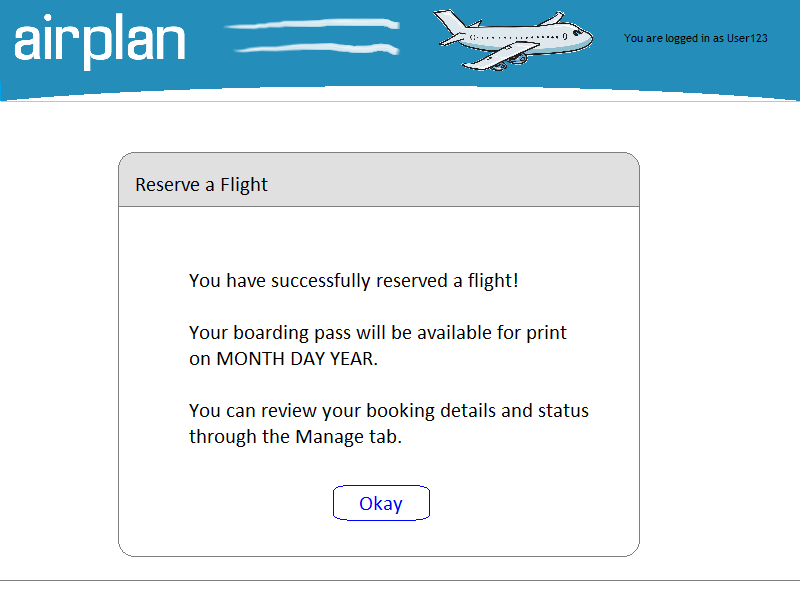 airplan
You are logged in as User123
Reserve a Flight
You have successfully reserved a flight!
Your boarding pass will be available for print
on MONTH DAY YEAR.
You can review your booking details and status
through the Manage tab.
Okay